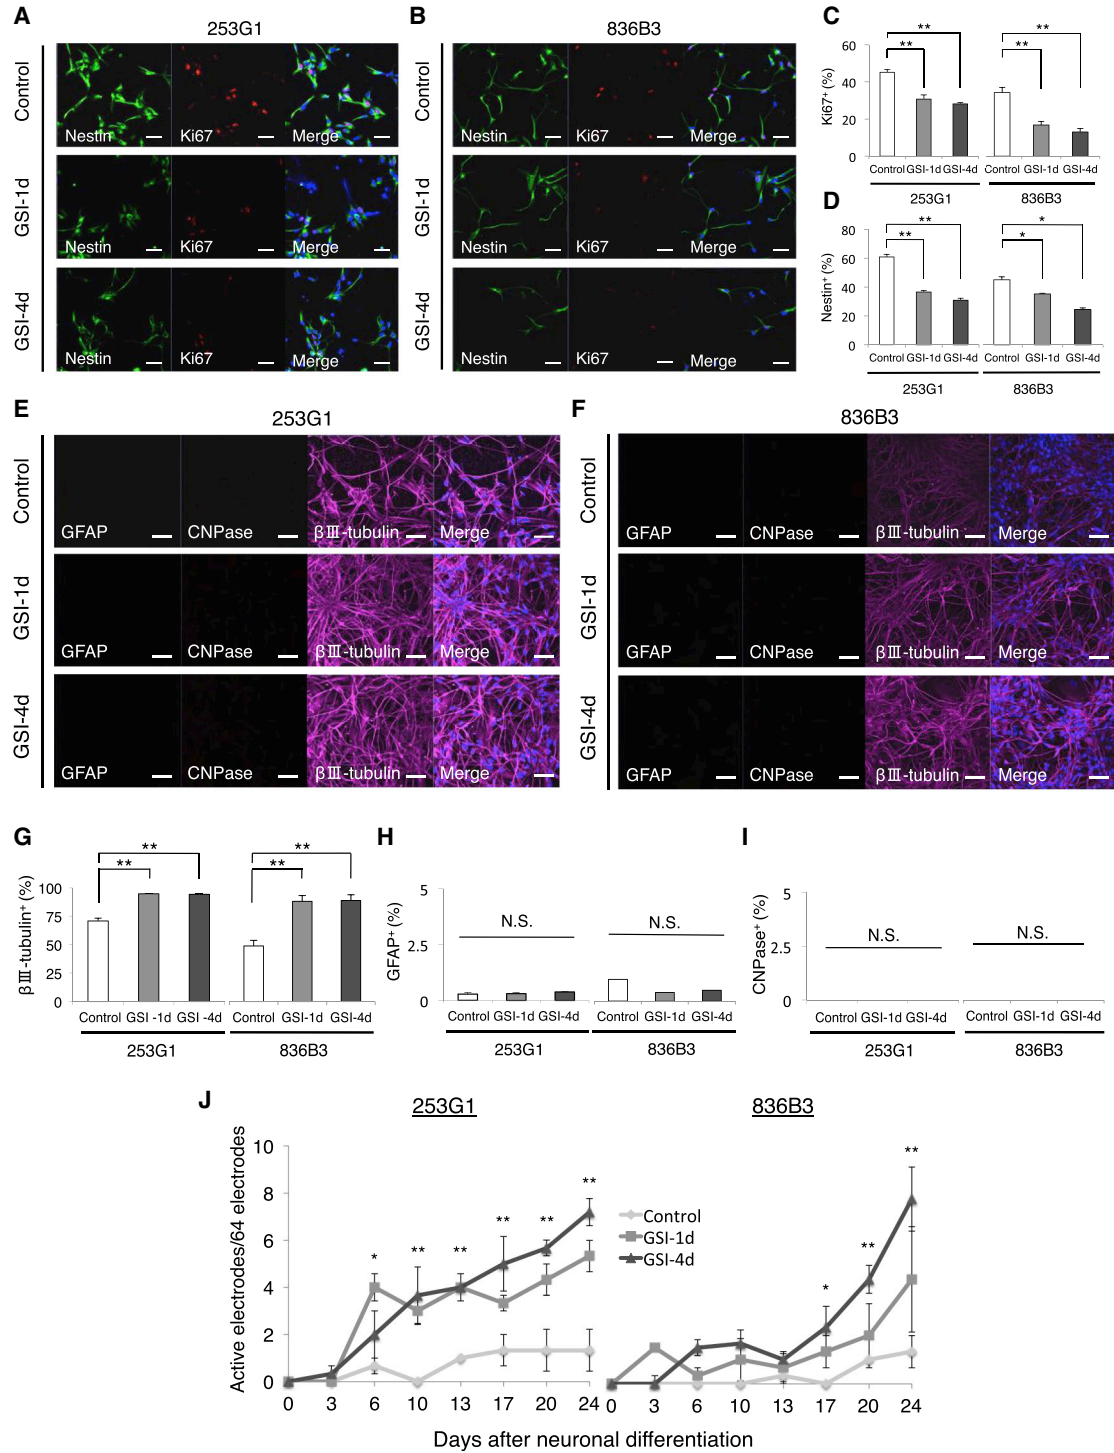 A
253G1
Control
Nestin
Ki67
Merge
GSI-1d
Nestin
Ki67
Merge
GSI-4d
Nestin
Ki67
Merge
B
836B3
Control
Nestin
Ki67
Merge
GSI-1d
Nestin
Ki67
Merge
GSI-4d
Nestin
Ki67
Merge
C
Ki67+ (%)
60
40
20
0
**
**
**
**
Control GSI-1d GSI-4d
Control GSI-1d GSI-4d
253G1
836B3
D
Nestin+ (%)
80
60
40
20
0
**
**
*
*
Control GSI-1d GSI-4d
Control GSI-1d GSI-4d
253G1
836B3
E
253G1
Control
GFAP
CNPase
βⅢ-tubulin
Merge
GSI-1d
GFAP
CNPase
βⅢ-tubulin
Merge
GSI-4d
GFAP
CNPase
βⅢ-tubulin
Merge
F
836B3
Control
GFAP
CNPase
βⅢ-tubulin
Merge
GSI-1d
GFAP
CNPase
βⅢ-tubulin
Merge
GSI-4d
GFAP
CNPase
βⅢ-tubulin
Merge
G
βⅢ-tubulin+ (%)
100
75
50
25
0
**
**
**
**
Control GSI -1d GSI -4d
Control GSI-1d GSI-4d
253G1
836B3
H
GFAP+ (%)
5
2.5
0
N.S.
N.S.
Control GSI-1d GSI-4d
Control GSI-1d GSI-4d
253G1
836B3
I
CNPase+ (%)
5
2.5
0
N.S.
N.S.
Control GSI-1d GSI-4d
Control GSI-1d GSI-4d
253G1
836B3
J
253G1
836B3
Active electrodes/64 electrodes
10
8
6
4
2
0
*
**
**
**
**
**
Control
GSI-1d
GSI-4d
*
**
**
0 3 6 10 13 17 20 24
0 3 6 10 13 17 20 24
Days after neuronal differentiation